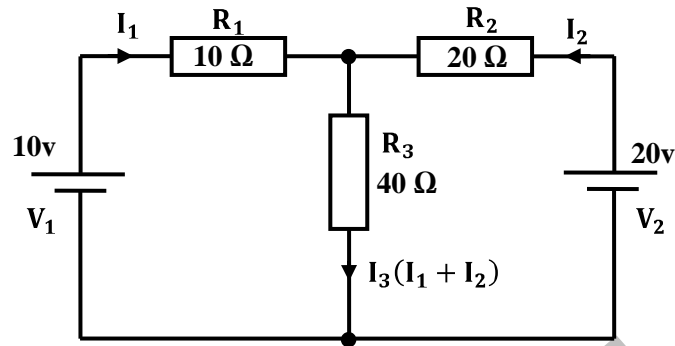 I₁ R₁ R₂ I₂
10 Ω 20 Ω
10v R₃ 20v
40 Ω
V₁ V₂
I₃(I₁ + I₂)